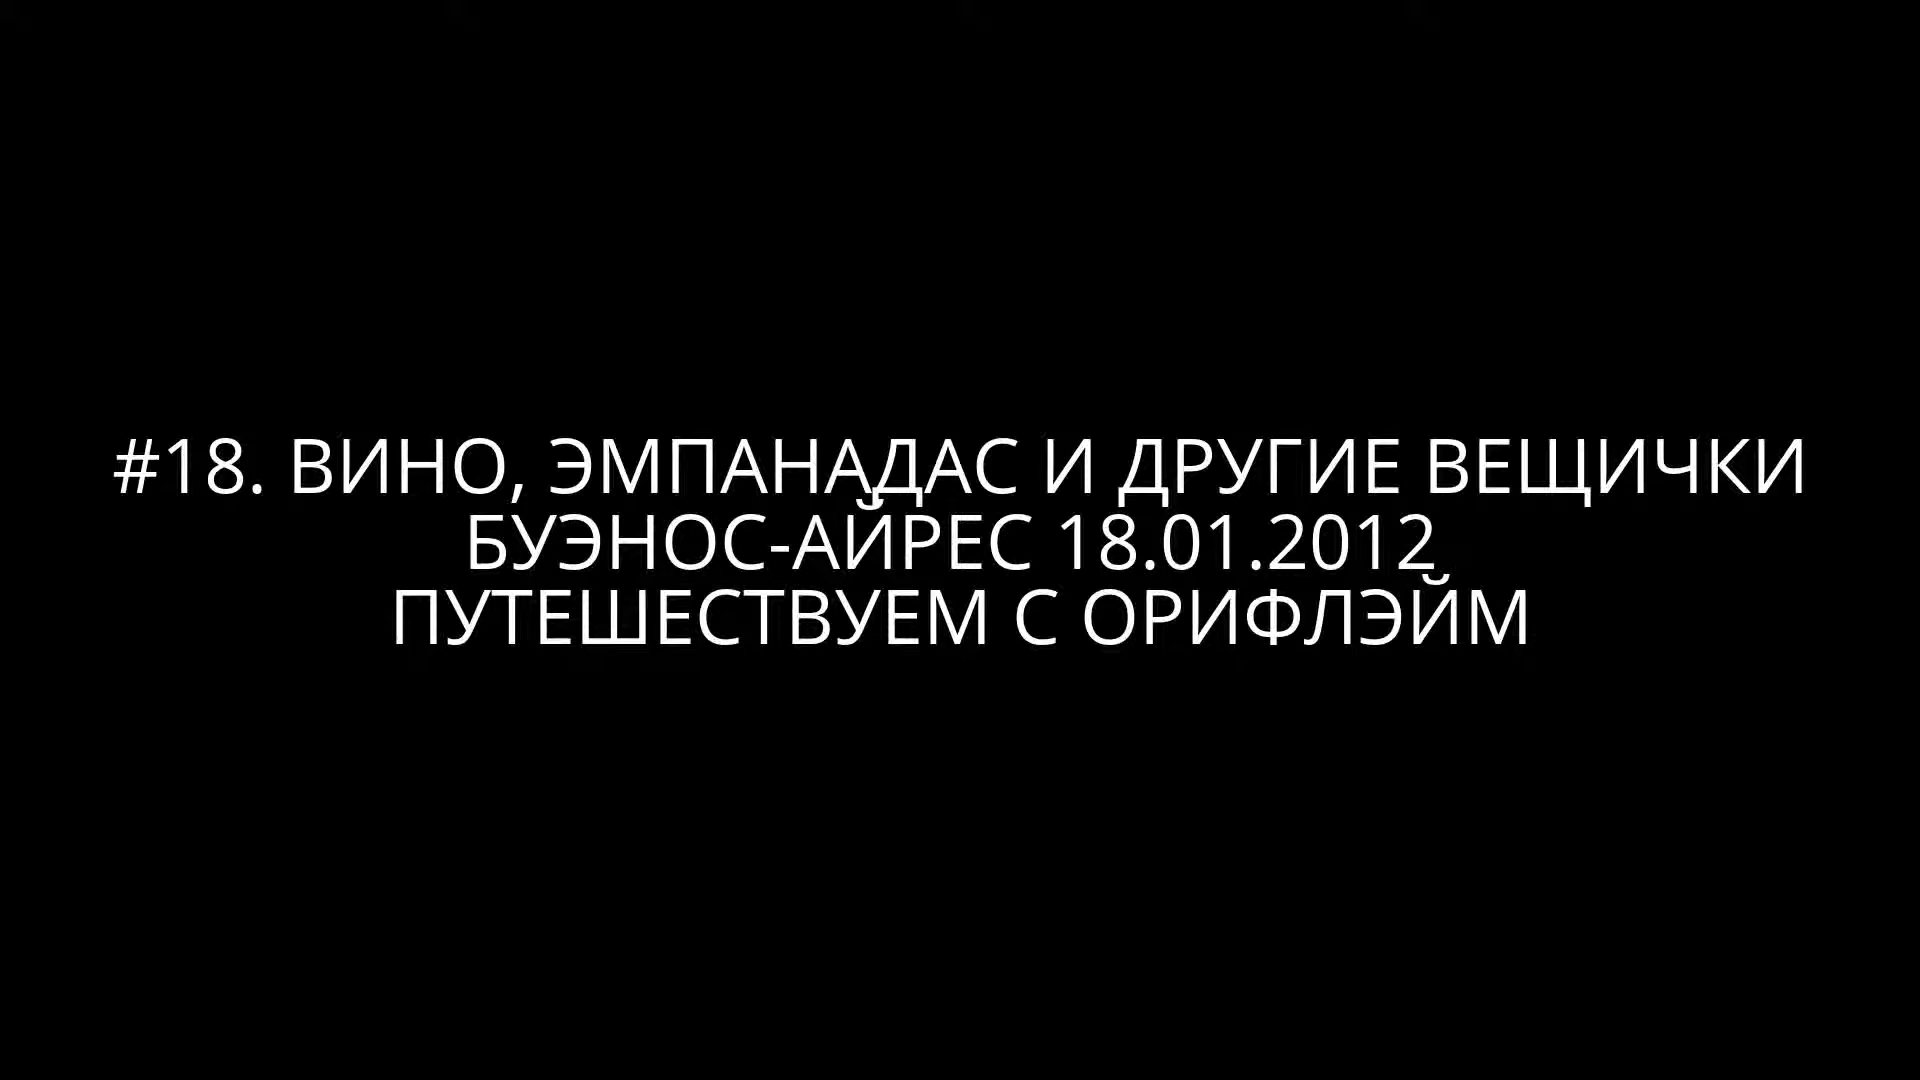 #18. ВИНО, ЭМПАНАДАС И ДРУГИЕ ВЕЩИЧКИ
БУЭНОС-АЙРЕС 18.01.2012
ПУТЕШЕСТВУЕМ С ОРИФЛЭЙМ